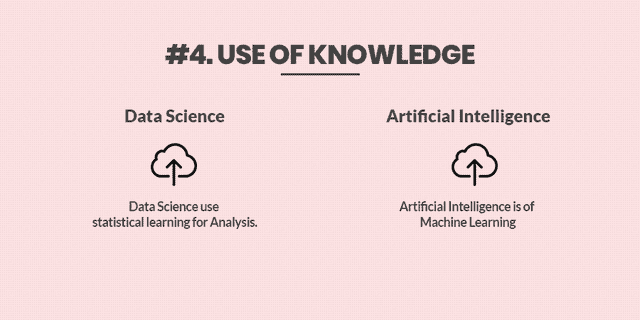 #4. USE OF KNOWLEDGE
Data Science
Data Science use
statistical learning for Analysis.
Artificial Intelligence
Artificial Intelligence is of
Machine Learning